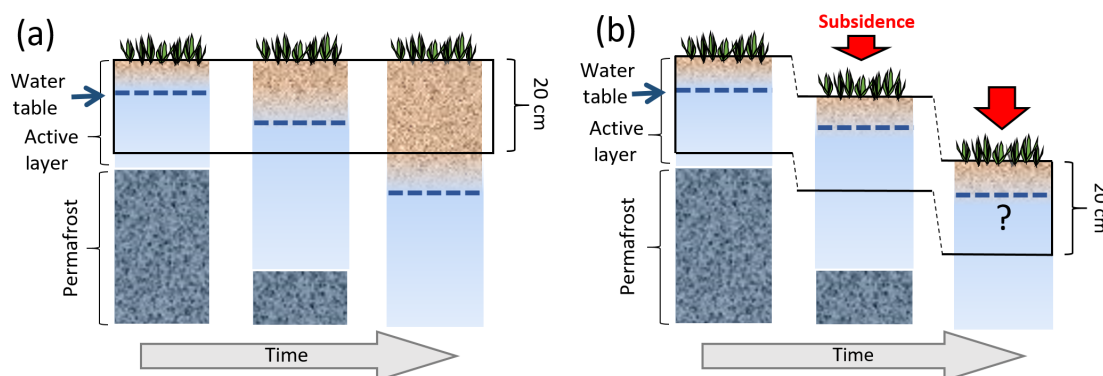 (a)
Water
table
Active
layer
Permafrost
20 cm
Time
(b)
Subsidence
Water
table
Active
layer
Permafrost
?
20 cm
Time